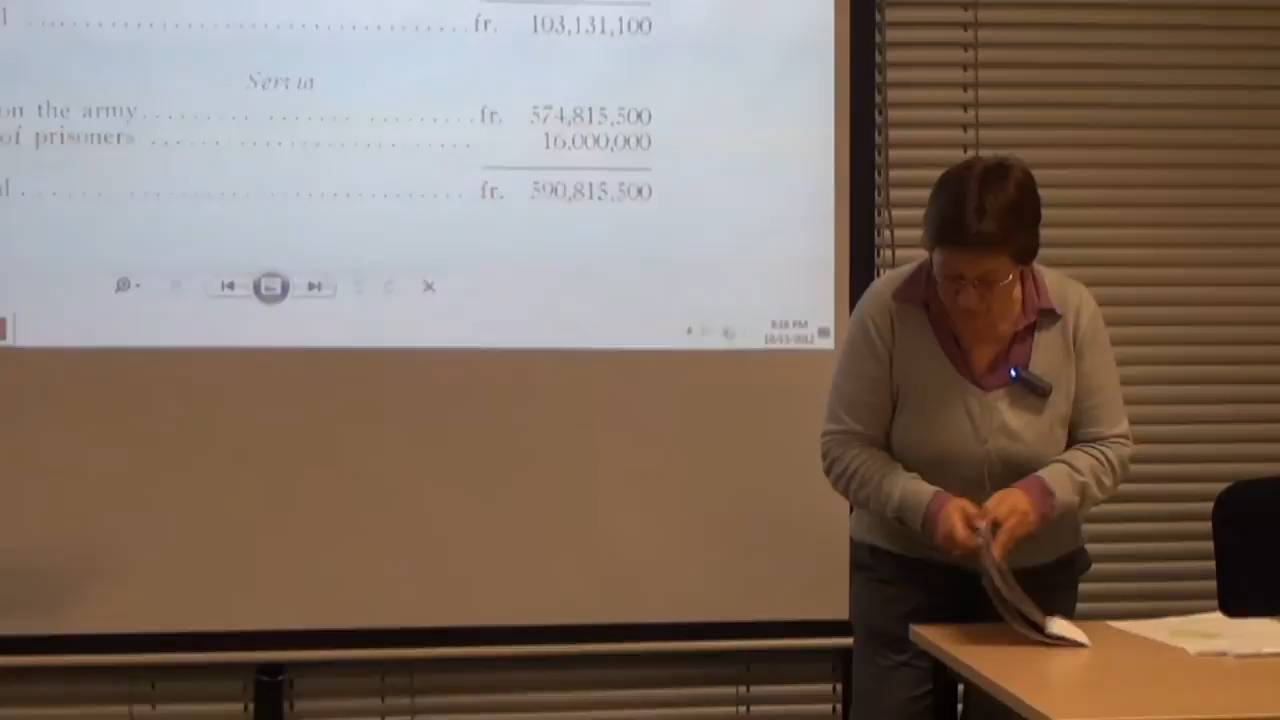 l ........................................ fr. 103,131,100
Servia
on the army ........................................ fr. 574,815,500
of prisoners ........................................ 16,000,000
l ........................................ fr. 590,815,500
PM